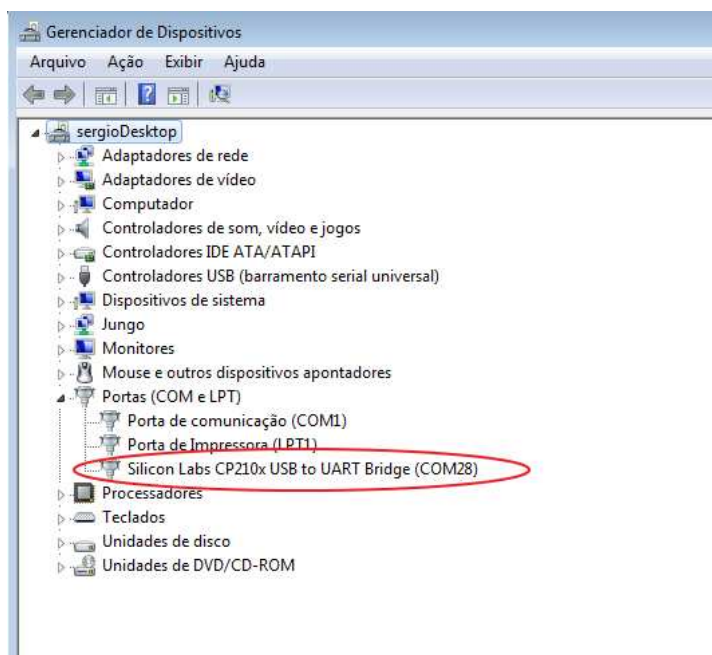 Gerenciador de Dispositivos
Arquivo Ação Exibir Ajuda
sergioDesktop
Adaptadores de rede
Adaptadores de vídeo
Computador
Controladores de som, vídeo e jogos
Controladores IDE ATA/ATAPI
Controladores USB (barramento serial universal)
Dispositivos de sistema
Jungo
Monitores
Mouse e outros dispositivos apontadores
Portas (COM e LPT)
Porta de comunicação (COM1)
Porta de Impressora (LPT1)
Silicon Labs CP210x USB to UART Bridge (COM28)
Processadores
Teclados
Unidades de disco
Unidades de DVD/CD-ROM